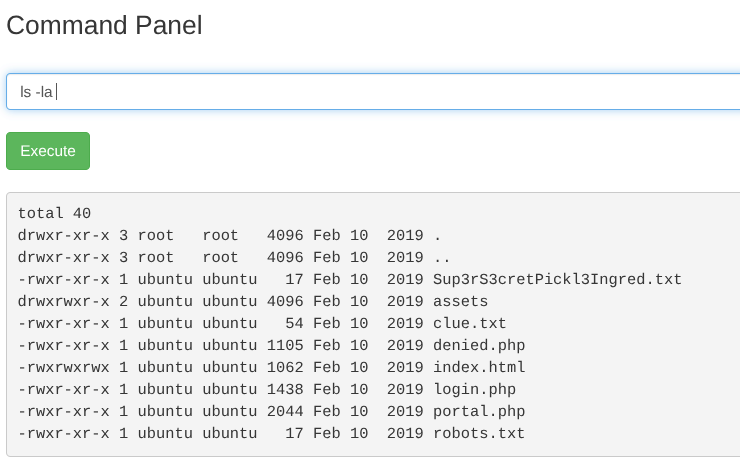 Command Panel
ls -la
Execute
total 40
drwxr-xr-x 3 root   root   4096 Feb 10  2019 .
drwxr-xr-x 3 root   root   4096 Feb 10  2019 ..
-rwxr-xr-x 1 ubuntu ubuntu   17 Feb 10  2019 Sup3rS3cretPickl3Ingred.txt
drwxrwxr-x 2 ubuntu ubuntu 4096 Feb 10  2019 assets
-rwxr-xr-x 1 ubuntu ubuntu   54 Feb 10  2019 clue.txt
-rwxr-xr-x 1 ubuntu ubuntu 1105 Feb 10  2019 denied.php
-rwxrwxrwx 1 ubuntu ubuntu 1062 Feb 10  2019 index.html
-rwxr-xr-x 1 ubuntu ubuntu 1438 Feb 10  2019 login.php
-rwxr-xr-x 1 ubuntu ubuntu 2044 Feb 10  2019 portal.php
-rwxr-xr-x 1 ubuntu ubuntu   17 Feb 10  2019 robots.txt